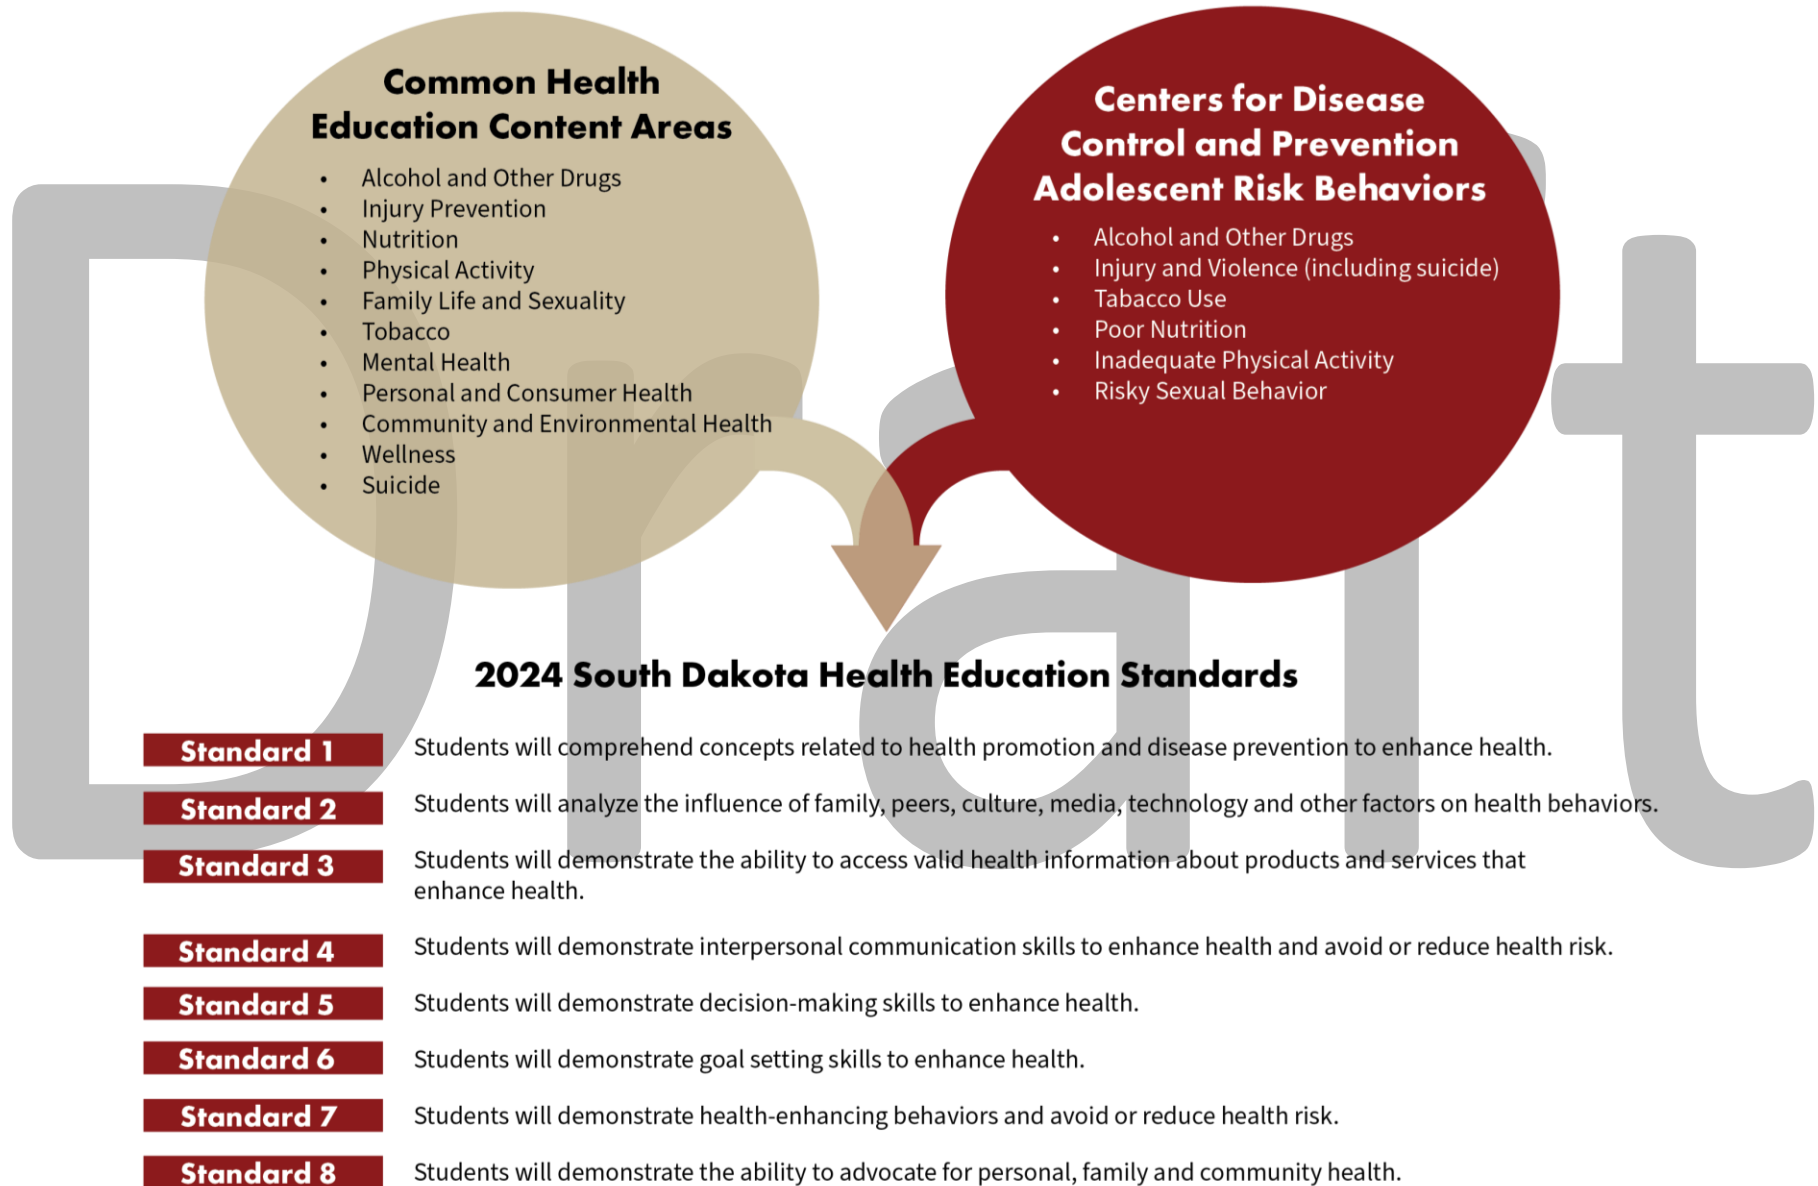 Common Health
Education Content Areas
• Alcohol and Other Drugs
• Injury Prevention
• Nutrition
• Physical Activity
• Family Life and Sexuality
• Tobacco
• Mental Health
• Personal and Consumer Health
• Community and Environmental Health
• Wellness
• Suicide
Centers for Disease
Control and Prevention
Adolescent Risk Behaviors
• Alcohol and Other Drugs
• Injury and Violence (including suicide)
• Tabacco Use
• Poor Nutrition
• Inadequate Physical Activity
• Risky Sexual Behavior
Draft
2024 South Dakota Health Education Standards
Standard 1 Students will comprehend concepts related to health promotion and disease prevention to enhance health.
Standard 2 Students will analyze the influence of family, peers, culture, media, technology and other factors on health behaviors.
Standard 3 Students will demonstrate the ability to access valid health information about products and services that
enhance health.
Standard 4 Students will demonstrate interpersonal communication skills to enhance health and avoid or reduce health risk.
Standard 5 Students will demonstrate decision-making skills to enhance health.
Standard 6 Students will demonstrate goal setting skills to enhance health.
Standard 7 Students will demonstrate health-enhancing behaviors and avoid or reduce health risk.
Standard 8 Students will demonstrate the ability to advocate for personal, family and community health.